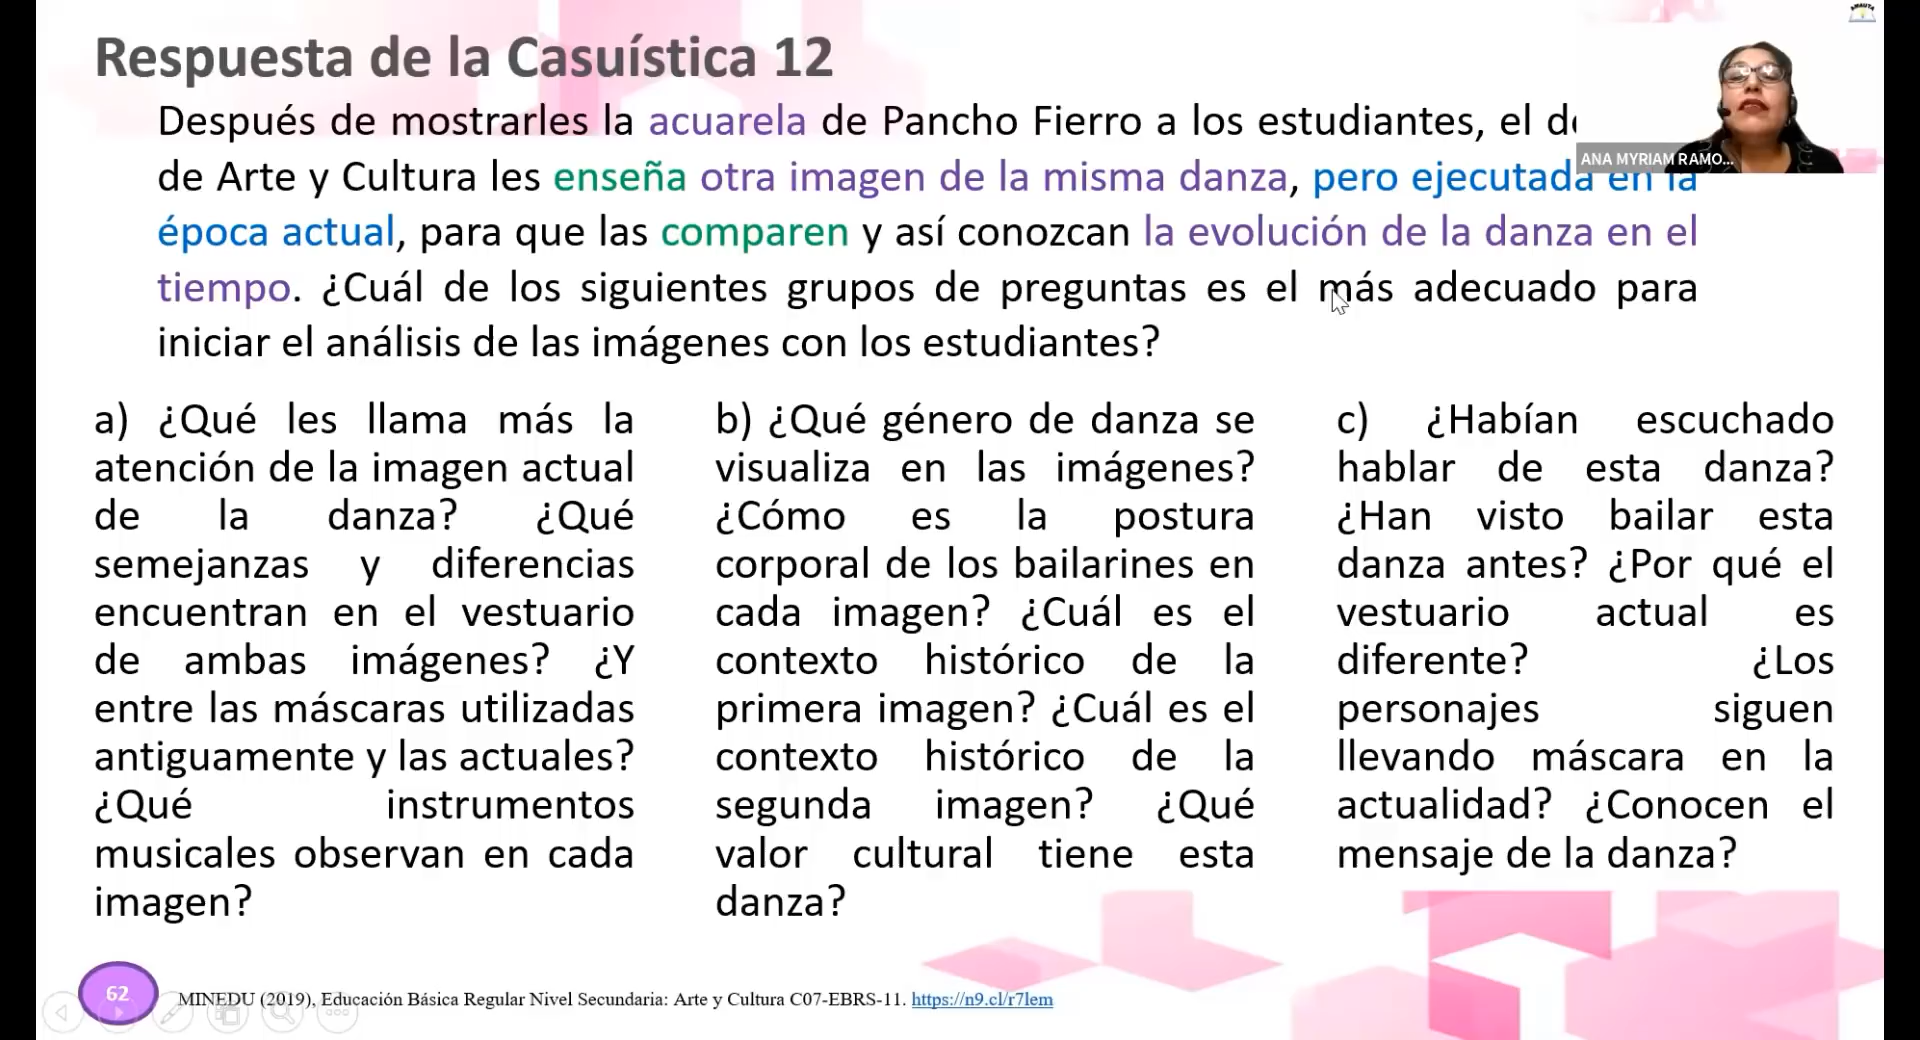 Respuesta de la Casuística 12
AMAUTA
Después de mostrarles la acuarela de Pancho Fierro a los estudiantes, el
de Arte y Cultura les enseña otra imagen de la misma danza, pero ejecutada en la
ANA MYRIAM RAMO...
época actual, para que las comparen y así conozcan la evolución de la danza en el
tiempo. ¿Cuál de los siguientes grupos de preguntas es el más adecuado para
iniciar el análisis de las imágenes con los estudiantes?
a) ¿Qué les llama más la
atención de la imagen actual
de la danza? ¿Qué
semejanzas y diferencias
encuentran en el vestuario
de ambas imágenes? ¿Y
entre las máscaras utilizadas
antiguamente y las actuales?
¿Qué instrumentos
musicales observan en cada
imagen?
b) ¿Qué género de danza se
visualiza en las imágenes?
¿Cómo es la postura
corporal de los bailarines en
cada imagen? ¿Cuál es el
contexto histórico de la
primera imagen? ¿Cuál es el
contexto histórico de la
segunda imagen? ¿Qué
valor cultural tiene esta
danza?
c) ¿Habían escuchado
hablar de esta danza?
¿Han visto bailar esta
danza antes? ¿Por qué el
vestuario actual es
diferente? ¿Los
personajes siguen
llevando máscara en la
actualidad? ¿Conocen el
mensaje de la danza?
62
MINEDU (2019), Educación Básica Regular Nivel Secundaria: Arte y Cultura C07-EBRS-11. https://n9.cl/r7lem